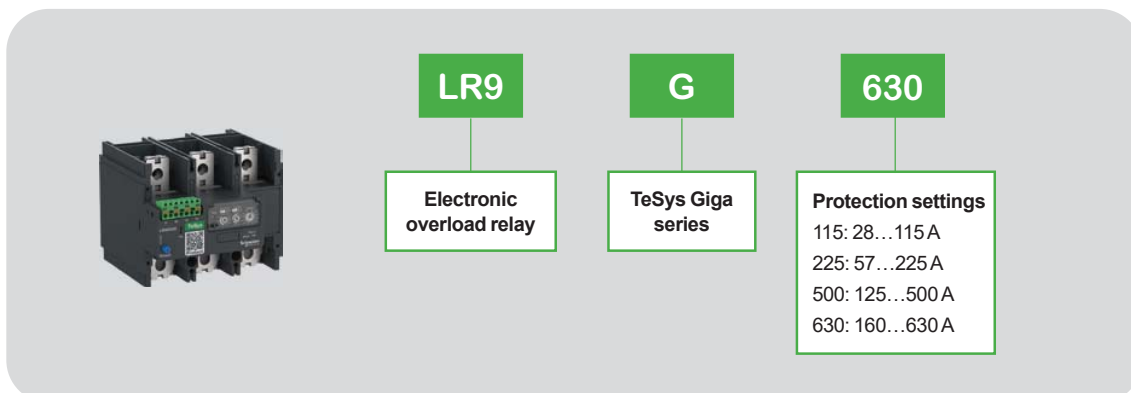 LR9
G
630
Electronic
overload relay
TeSys Giga
series
Protection settings
115: 28…115 A
225: 57…225 A
500: 125…500 A
630: 160…630 A
TeSys